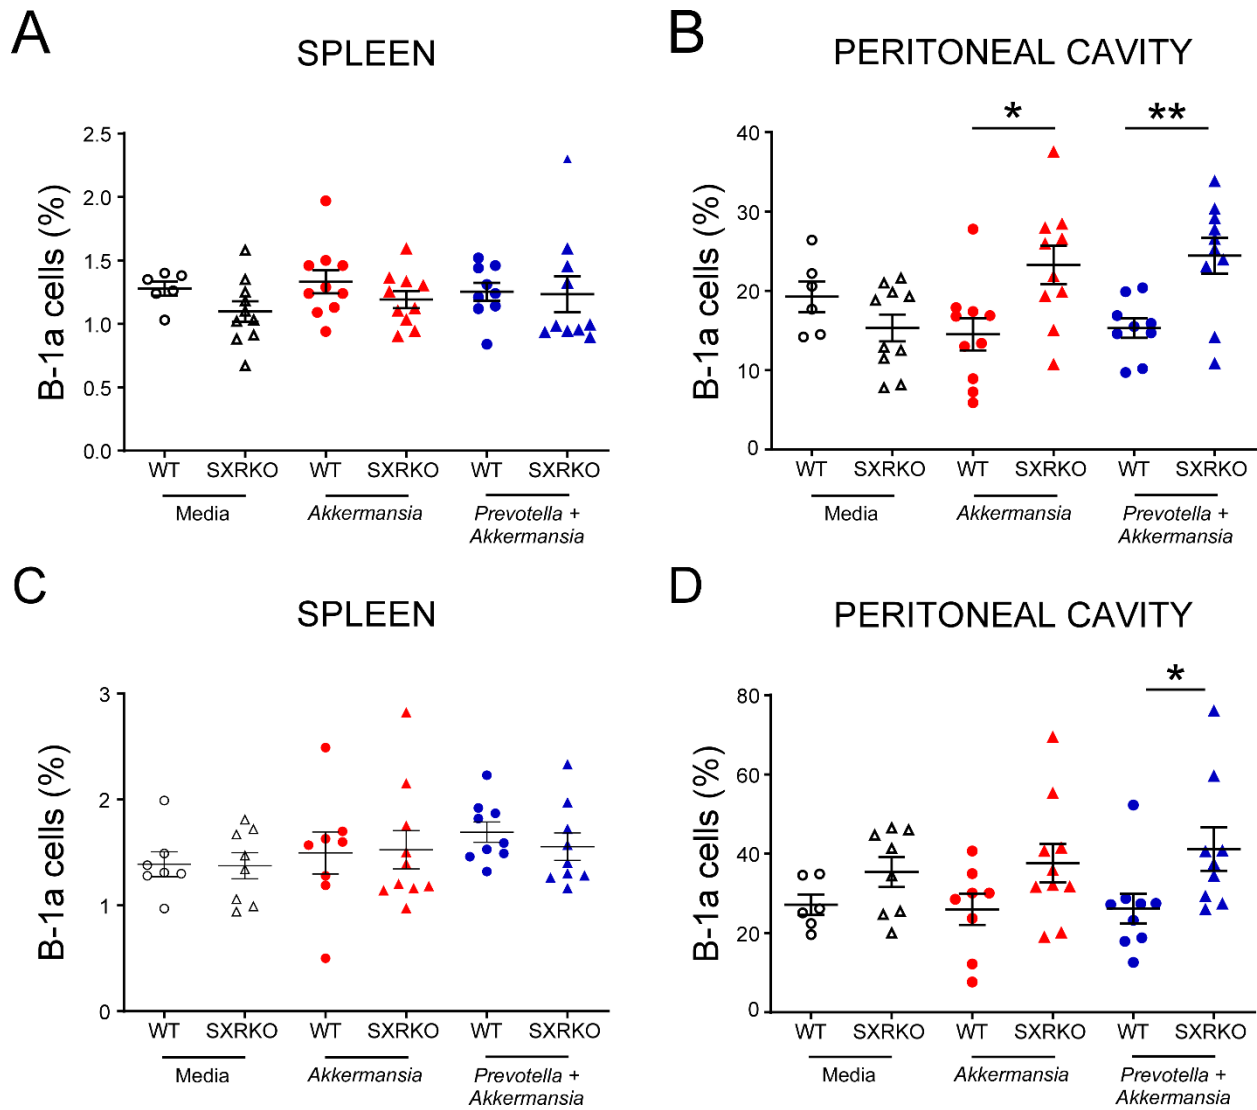 A
SPLEEN
B-1a cells (%)
2.5
2.0
1.5
1.0
0.5
0.0
WT SXRKO WT SXRKO WT SXRKO
Media Akkermansia Prevotella +
Akkermansia
B
PERITONEAL CAVITY
* **
B-1a cells (%)
40
30
20
10
0
WT SXRKO WT SXRKO WT SXRKO
Media Akkermansia Prevotella +
Akkermansia
C
SPLEEN
B-1a cells (%)
3
2
1
0
WT SXRKO WT SXRKO WT SXRKO
Media Akkermansia Prevotella +
Akkermansia
D
PERITONEAL CAVITY
*
B-1a cells (%)
80
60
40
20
0
WT SXRKO WT SXRKO WT SXRKO
Media Akkermansia Prevotella +
Akkermansia